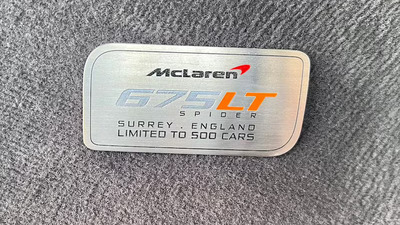 McLaren
675LT
SPIDER
SURREY . ENGLAND
LIMITED TO 500 CARS